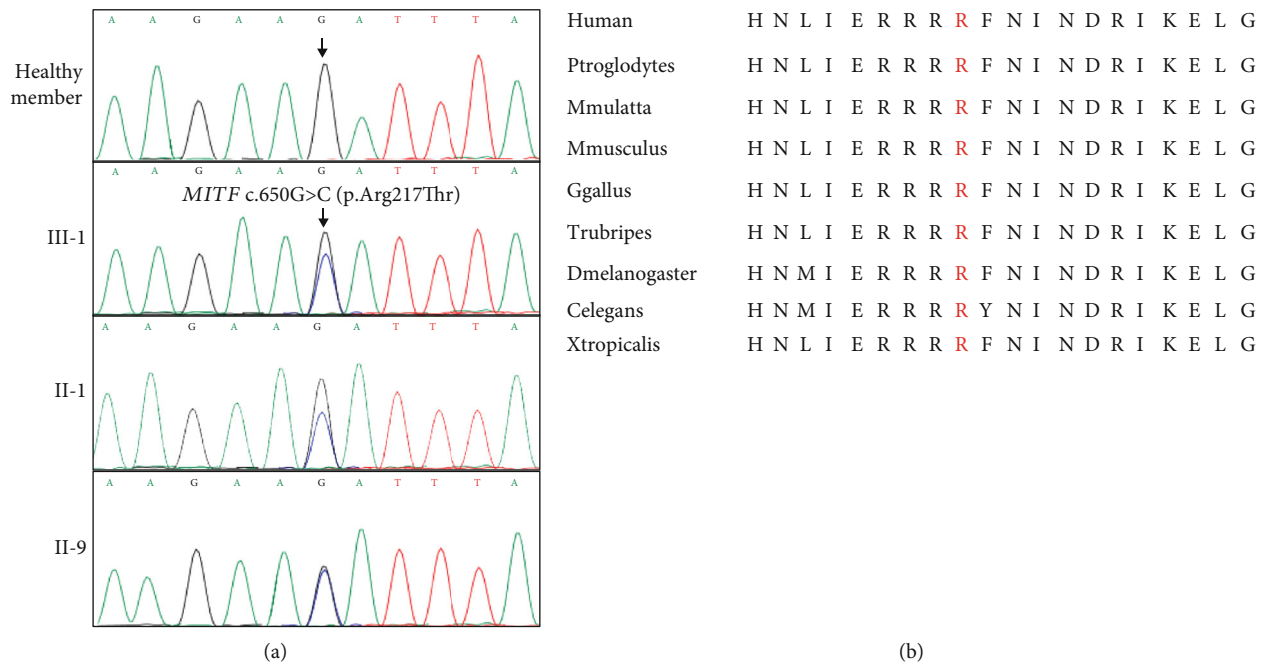 A A G A A G A T T T A
Healthy
member
A A G A A G A T T T A
MITF c.650G>C (p.Arg217Thr)
III-1
A A G A A G A T T T A
II-1
A A G A A G A T T T A
II-9
(a)
Human H N L I E R R R R F N I N D R I K E L G
Ptroglodytes H N L I E R R R R F N I N D R I K E L G
Mmulatta H N L I E R R R R F N I N D R I K E L G
Mmusculus H N L I E R R R R F N I N D R I K E L G
Ggallus H N L I E R R R R F N I N D R I K E L G
Trubripes H N L I E R R R R F N I N D R I K E L G
Dmelanogaster H N M I E R R R R F N I N D R I K E L G
Celegans H N M I E R R R R Y N I N D R I K E L G
Xtropicalis H N L I E R R R R F N I N D R I K E L G
(b)